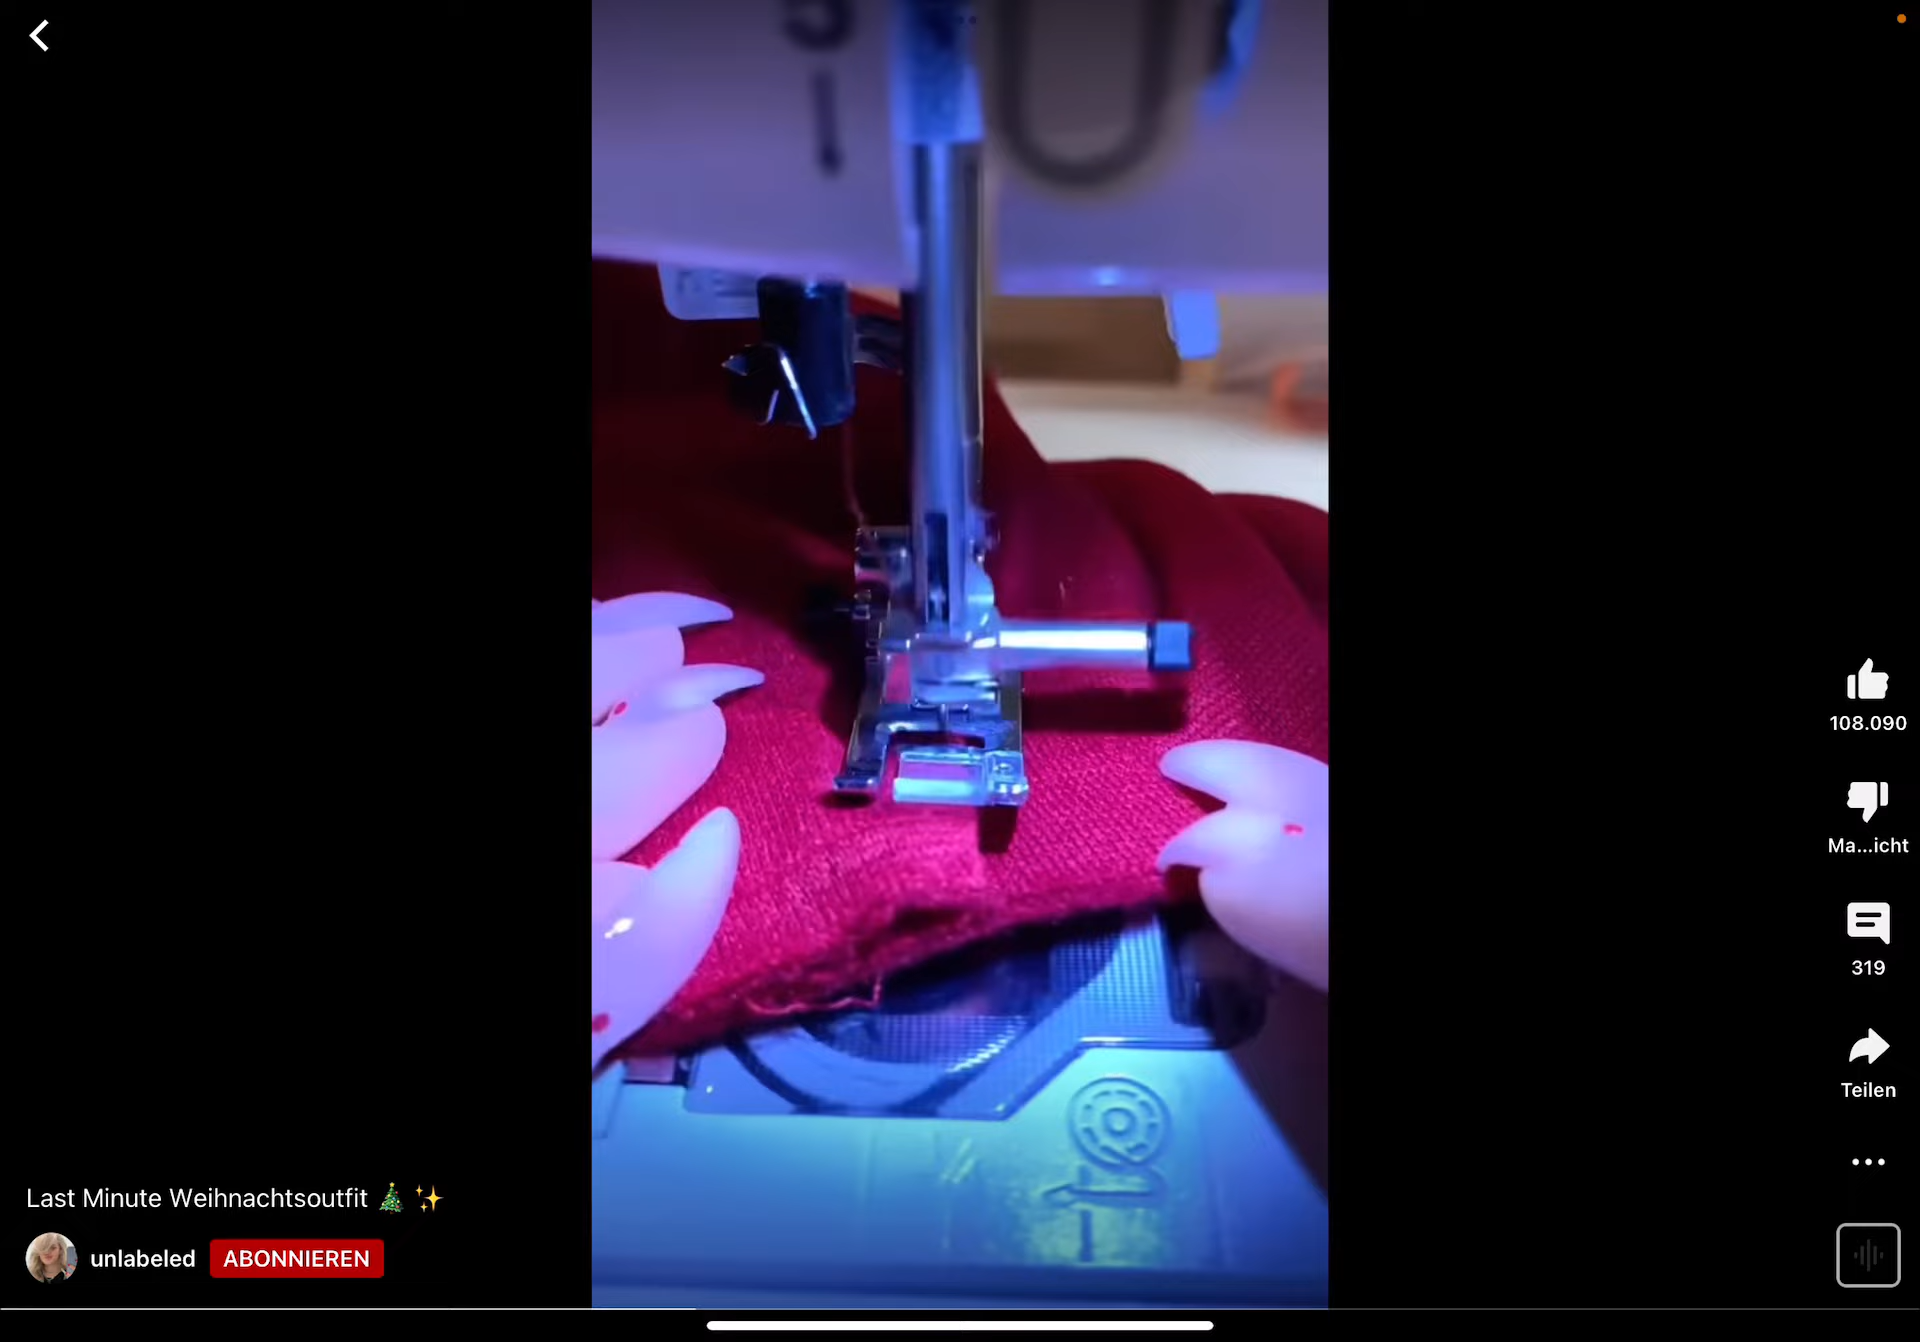 108.090
Ma...icht
319
Teilen
Last Minute Weihnachtsoutfit 🎄 ✨
unlabeled
ABONNIEREN